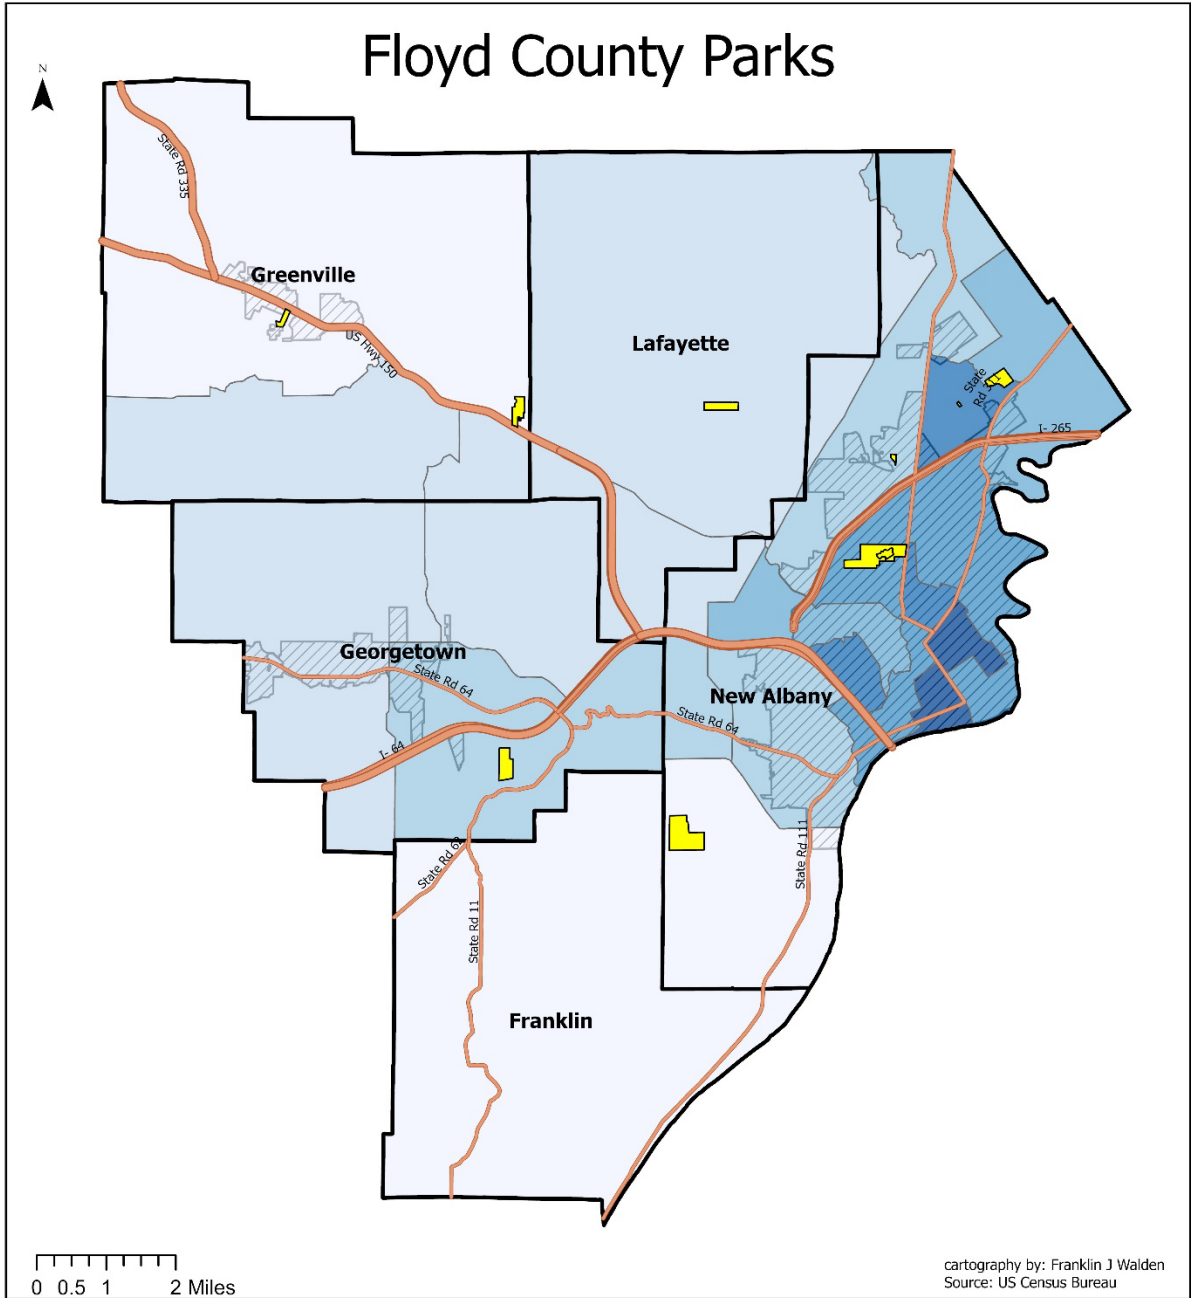 Floyd County Parks
N
State Rd 335
Greenville
US Hwy 150
Lafayette
State
Rd 311
I- 265
Georgetown
State Rd 64
New Albany
State Rd 64
I- 64
State Rd 62
State Rd 11
State Rd 111
Franklin
0 0.5 1 2 Miles
cartography by: Franklin J Walden
Source: US Census Bureau